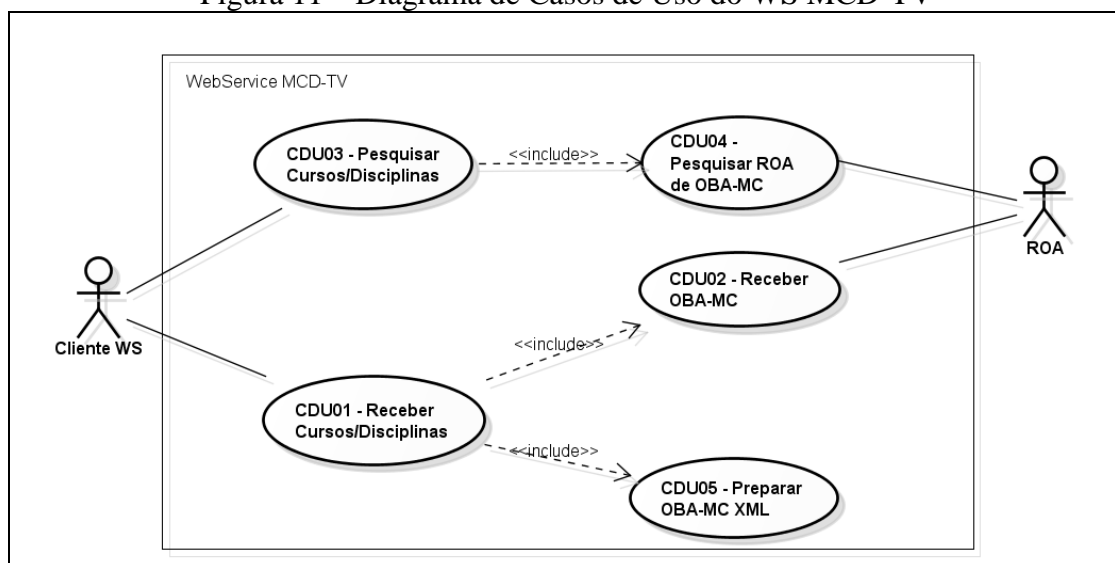 Figura 11 – Diagrama de Casos de Uso do WS MCD-TV
WebService MCD-TV
CDU03 - Pesquisar
Cursos/Disciplinas
<<include>>
CDU04 -
Pesquisar ROA
de OBA-MC
ROA
CDU02 - Receber
OBA-MC
Cliente WS
<<include>>
CDU01 - Receber
Cursos/Disciplinas
<<include>>
CDU05 - Preparar
OBA-MC XML